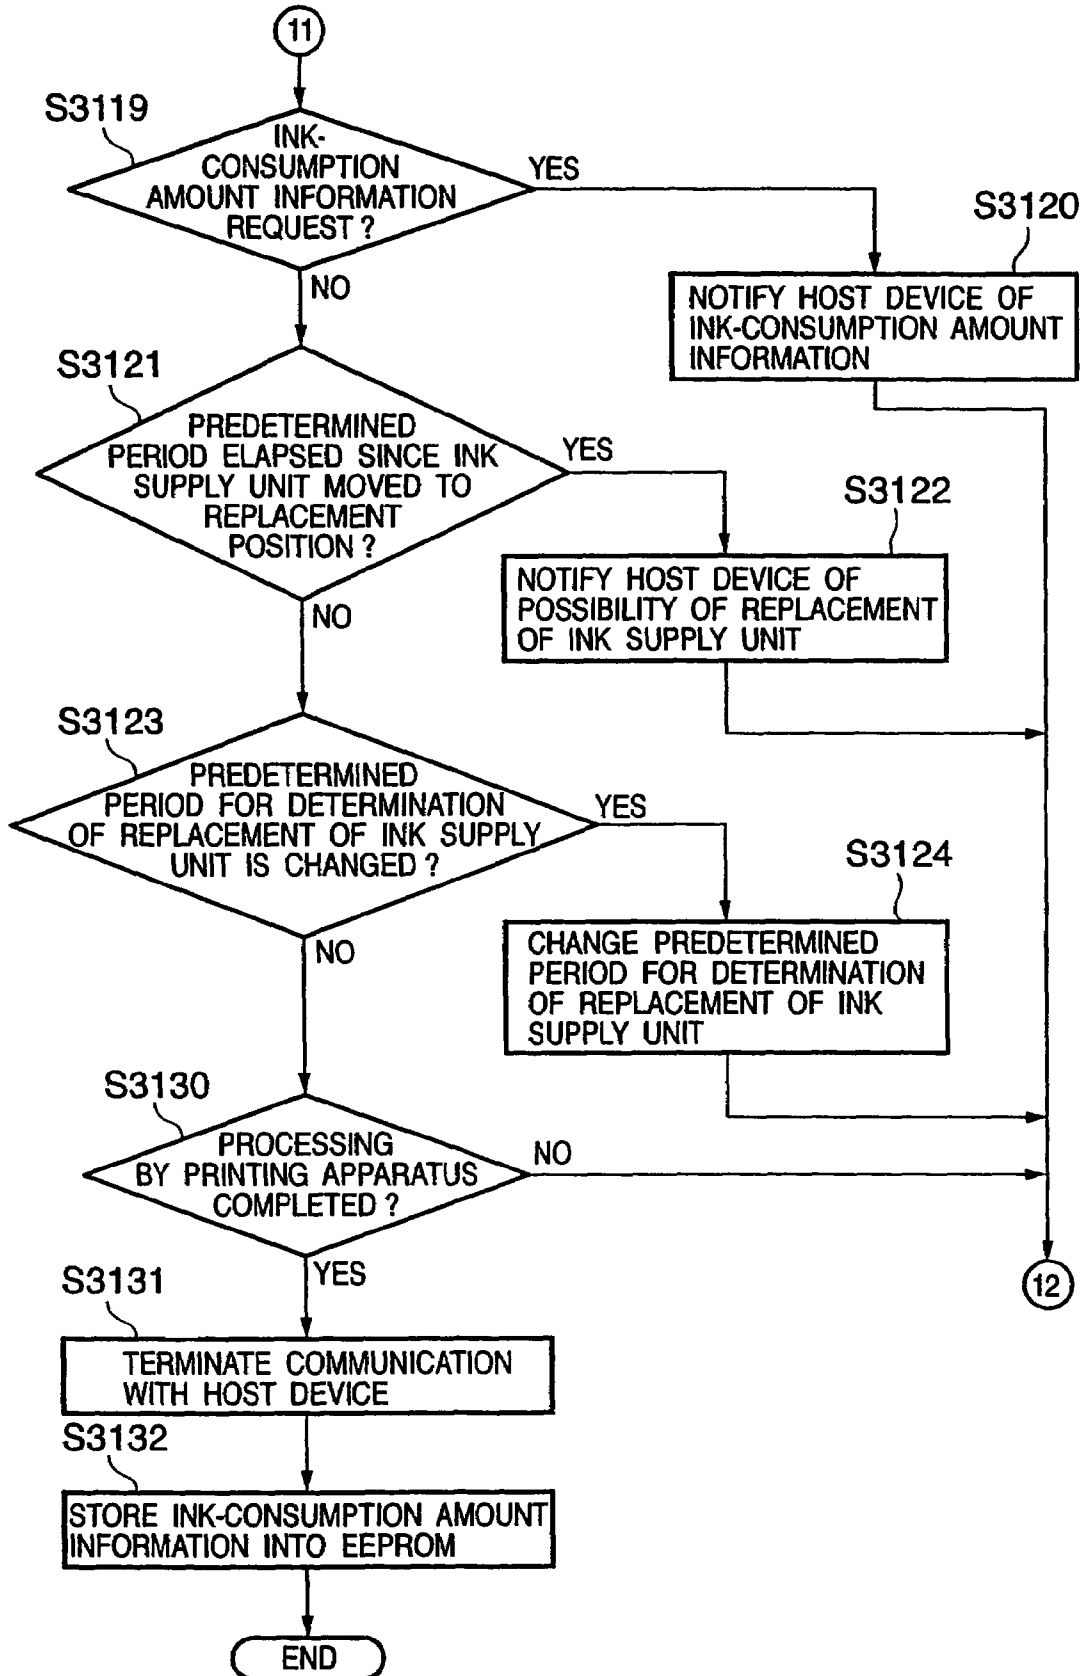 11
S3119
INK-
CONSUMPTION
AMOUNT INFORMATION
REQUEST ?
YES
NO
S3120
NOTIFY HOST DEVICE OF
INK-CONSUMPTION AMOUNT
INFORMATION
S3121
PREDETERMINED
PERIOD ELAPSED SINCE INK
SUPPLY UNIT MOVED TO
REPLACEMENT
POSITION ?
YES
NO
S3122
NOTIFY HOST DEVICE OF
POSSIBILITY OF REPLACEMENT
OF INK SUPPLY UNIT
S3123
PREDETERMINED
PERIOD FOR DETERMINATION
OF REPLACEMENT OF INK SUPPLY
UNIT IS CHANGED ?
YES
NO
S3124
CHANGE PREDETERMINED
PERIOD FOR DETERMINATION
OF REPLACEMENT OF INK
SUPPLY UNIT
S3130
PROCESSING
BY PRINTING APPARATUS
COMPLETED ?
NO
YES
12
S3131
TERMINATE COMMUNICATION
WITH HOST DEVICE
S3132
STORE INK-CONSUMPTION AMOUNT
INFORMATION INTO EEPROM
END